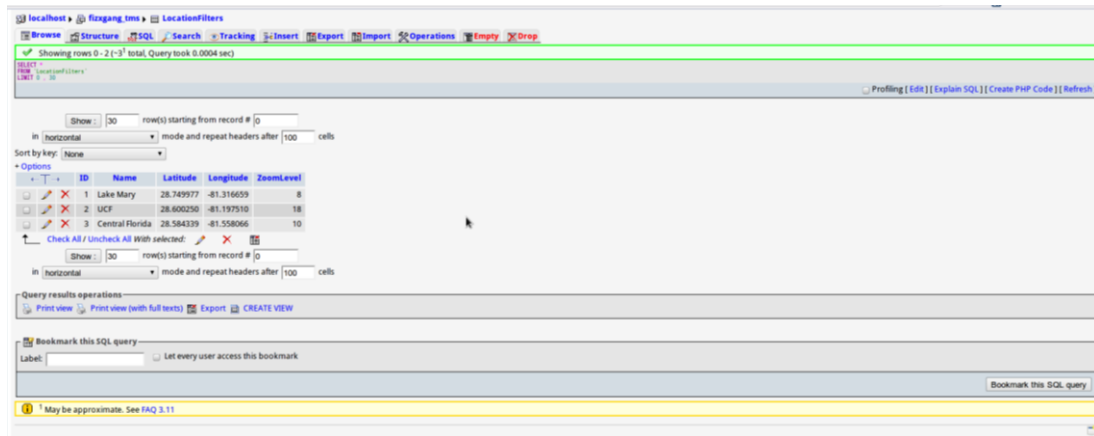 localhost ▸ fizxgang_tms ▸ LocationFilters
Browse Structure SQL Search Tracking Insert Export Import Operations Empty Drop
Showing rows 0 - 2 (~3¹ total, Query took 0.0004 sec)
SELECT *
FROM `LocationFilters`
LIMIT 0 , 30
Profiling [ Edit ] [ Explain SQL ] [ Create PHP Code ] [ Refresh
Show : 30 row(s) starting from record # 0
in horizontal mode and repeat headers after 100 cells
Sort by key: None
+ Options
←T→ ID Name Latitude Longitude ZoomLevel
1 Lake Mary 28.749977 -81.316659 8
2 UCF 28.600250 -81.197510 18
3 Central Florida 28.584339 -81.558066 10
Check All / Uncheck All With selected:
Show : 30 row(s) starting from record # 0
in horizontal mode and repeat headers after 100 cells
Query results operations
Print view Print view (with full texts) Export CREATE VIEW
Bookmark this SQL query
Label: Let every user access this bookmark
Bookmark this SQL query
¹ May be approximate. See FAQ 3.11